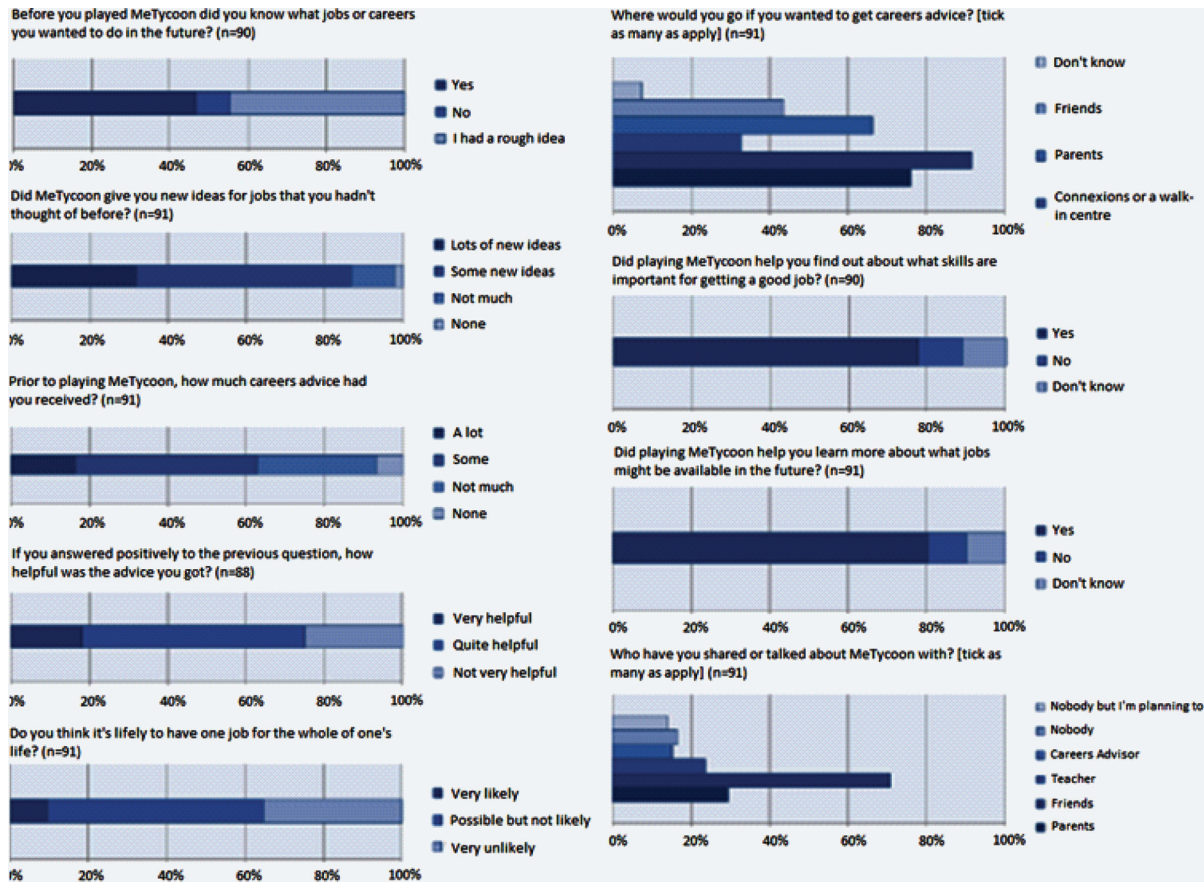 Before you played MeTycoon did you know what jobs or careers
you wanted to do in the future? (n=90)
Yes
No
I had a rough idea
0% 20% 40% 60% 80% 100%
Did MeTycoon give you new ideas for jobs that you hadn't
thought of before? (n=91)
Lots of new ideas
Some new ideas
Not much
None
0% 20% 40% 60% 80% 100%
Prior to playing MeTycoon, how much careers advice had
you received? (n=91)
A lot
Some
Not much
None
0% 20% 40% 60% 80% 100%
If you answered positively to the previous question, how
helpful was the advice you got? (n=88)
Very helpful
Quite helpful
Not very helpful
0% 20% 40% 60% 80% 100%
Do you think it's lifely to have one job for the whole of one's
life? (n=91)
Very likely
Possible but not likely
Very unlikely
0% 20% 40% 60% 80% 100%
Where would you go if you wanted to get careers advice? [tick
as many as apply] (n=91)
Don't know
Friends
Parents
Connexions or a walk-
in centre
0% 20% 40% 60% 80% 100%
Did playing MeTycoon help you find out about what skills are
important for getting a good job? (n=90)
Yes
No
Don't know
0% 20% 40% 60% 80% 100%
Did playing MeTycoon help you learn more about what jobs
might be available in the future? (n=91)
Yes
No
Don't know
0% 20% 40% 60% 80% 100%
Who have you shared or talked about MeTycoon with? [tick as
many as apply] (n=91)
Nobody but I'm planning to
Nobody
Careers Advisor
Teacher
Friends
Parents
0% 20% 40% 60% 80% 100%